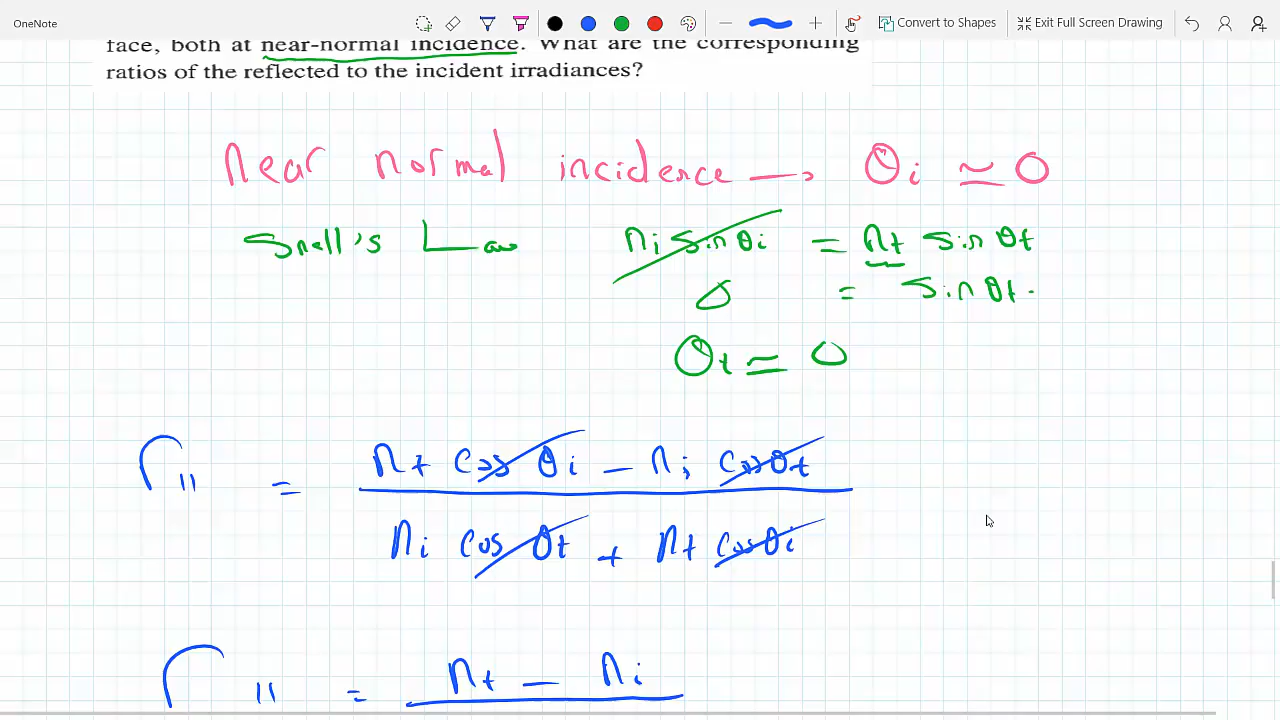 OneNote
Convert to Shapes
Exit Full Screen Drawing
face, both at near-normal incidence. What are the corresponding
ratios of the reflected to the incident irradiances?
Near normal incidence → θi ≃ 0
Snell's Law ni sin θi = nt sin θt
0 = sin θt
θt ≃ 0
r || = nt cos θi - ni cos θt
ni cos θt + nt cos θi
r || = nt - ni